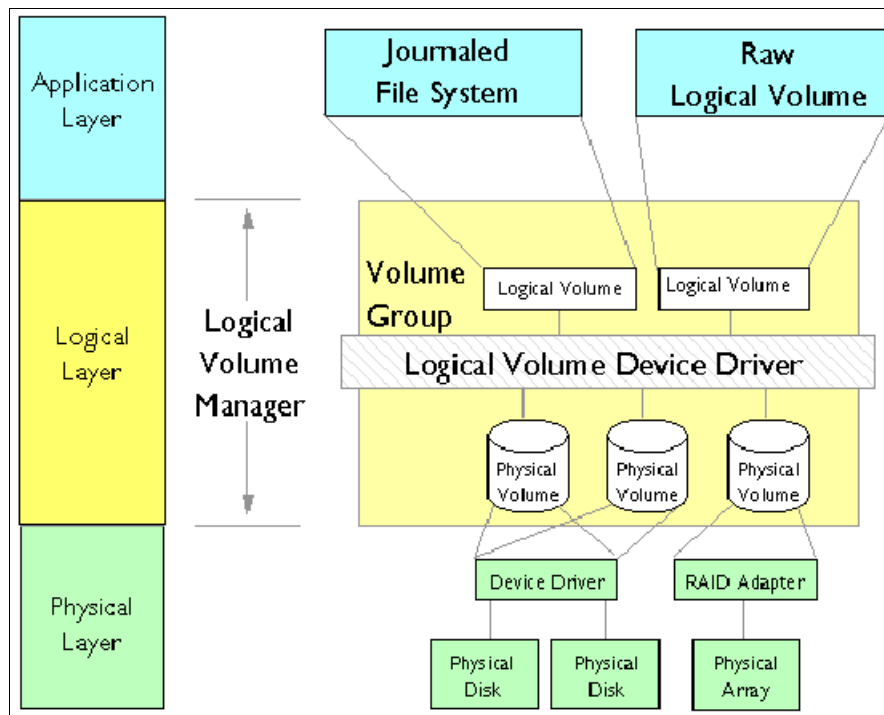 Application
Layer
Journaled
File System
Raw
Logical Volume
Logical
Layer
Logical
Volume
Manager
Volume
Group
Logical Volume
Logical Volume
Logical Volume Device Driver
Physical
Volume
Physical
Volume
Physical
Volume
Physical
Layer
Device Driver
RAID Adapter
Physical
Disk
Physical
Disk
Physical
Array